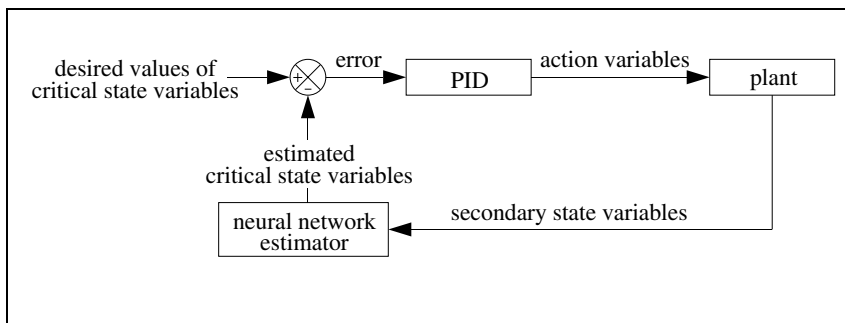 desired values of
critical state variables
+
−
error
PID
action variables
plant
estimated
critical state variables
secondary state variables
neural network
estimator